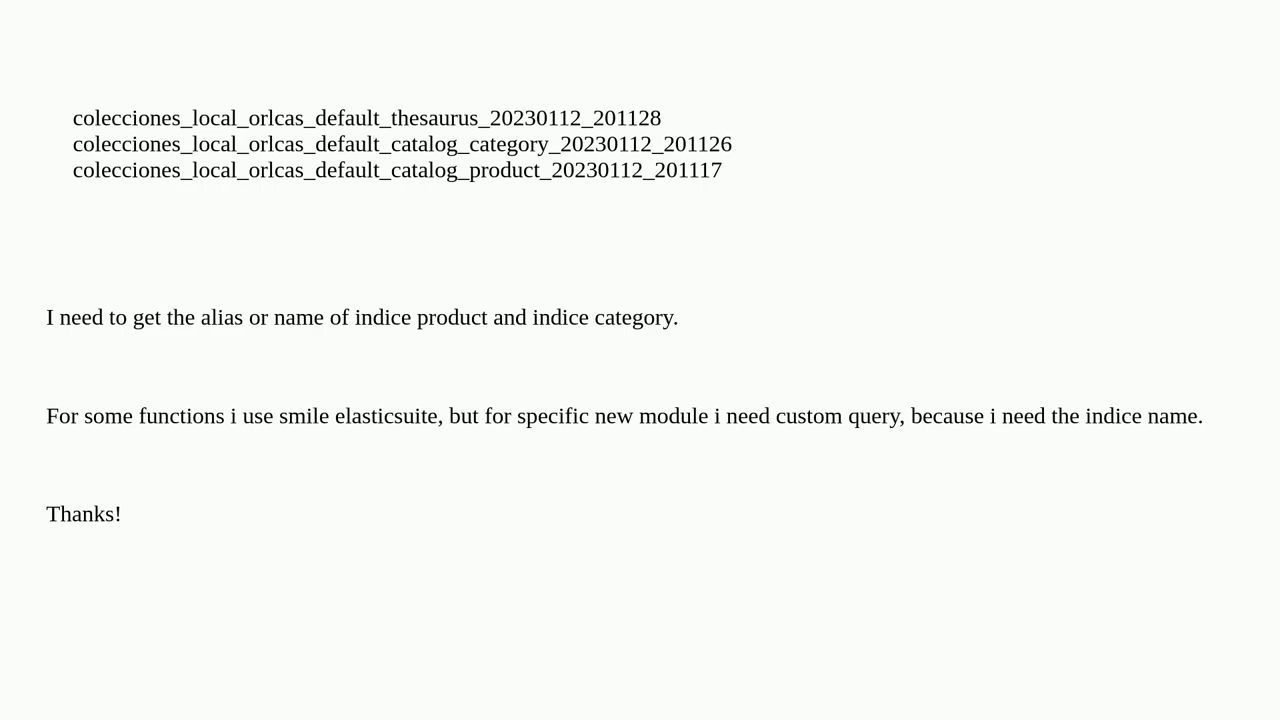 colecciones_local_orlcas_default_thesaurus_20230112_201128
colecciones_local_orlcas_default_catalog_category_20230112_201126
colecciones_local_orlcas_default_catalog_product_20230112_201117
I need to get the alias or name of indice product and indice category.
For some functions i use smile elasticsuite, but for specific new module i need custom query, because i need the indice name.
Thanks!